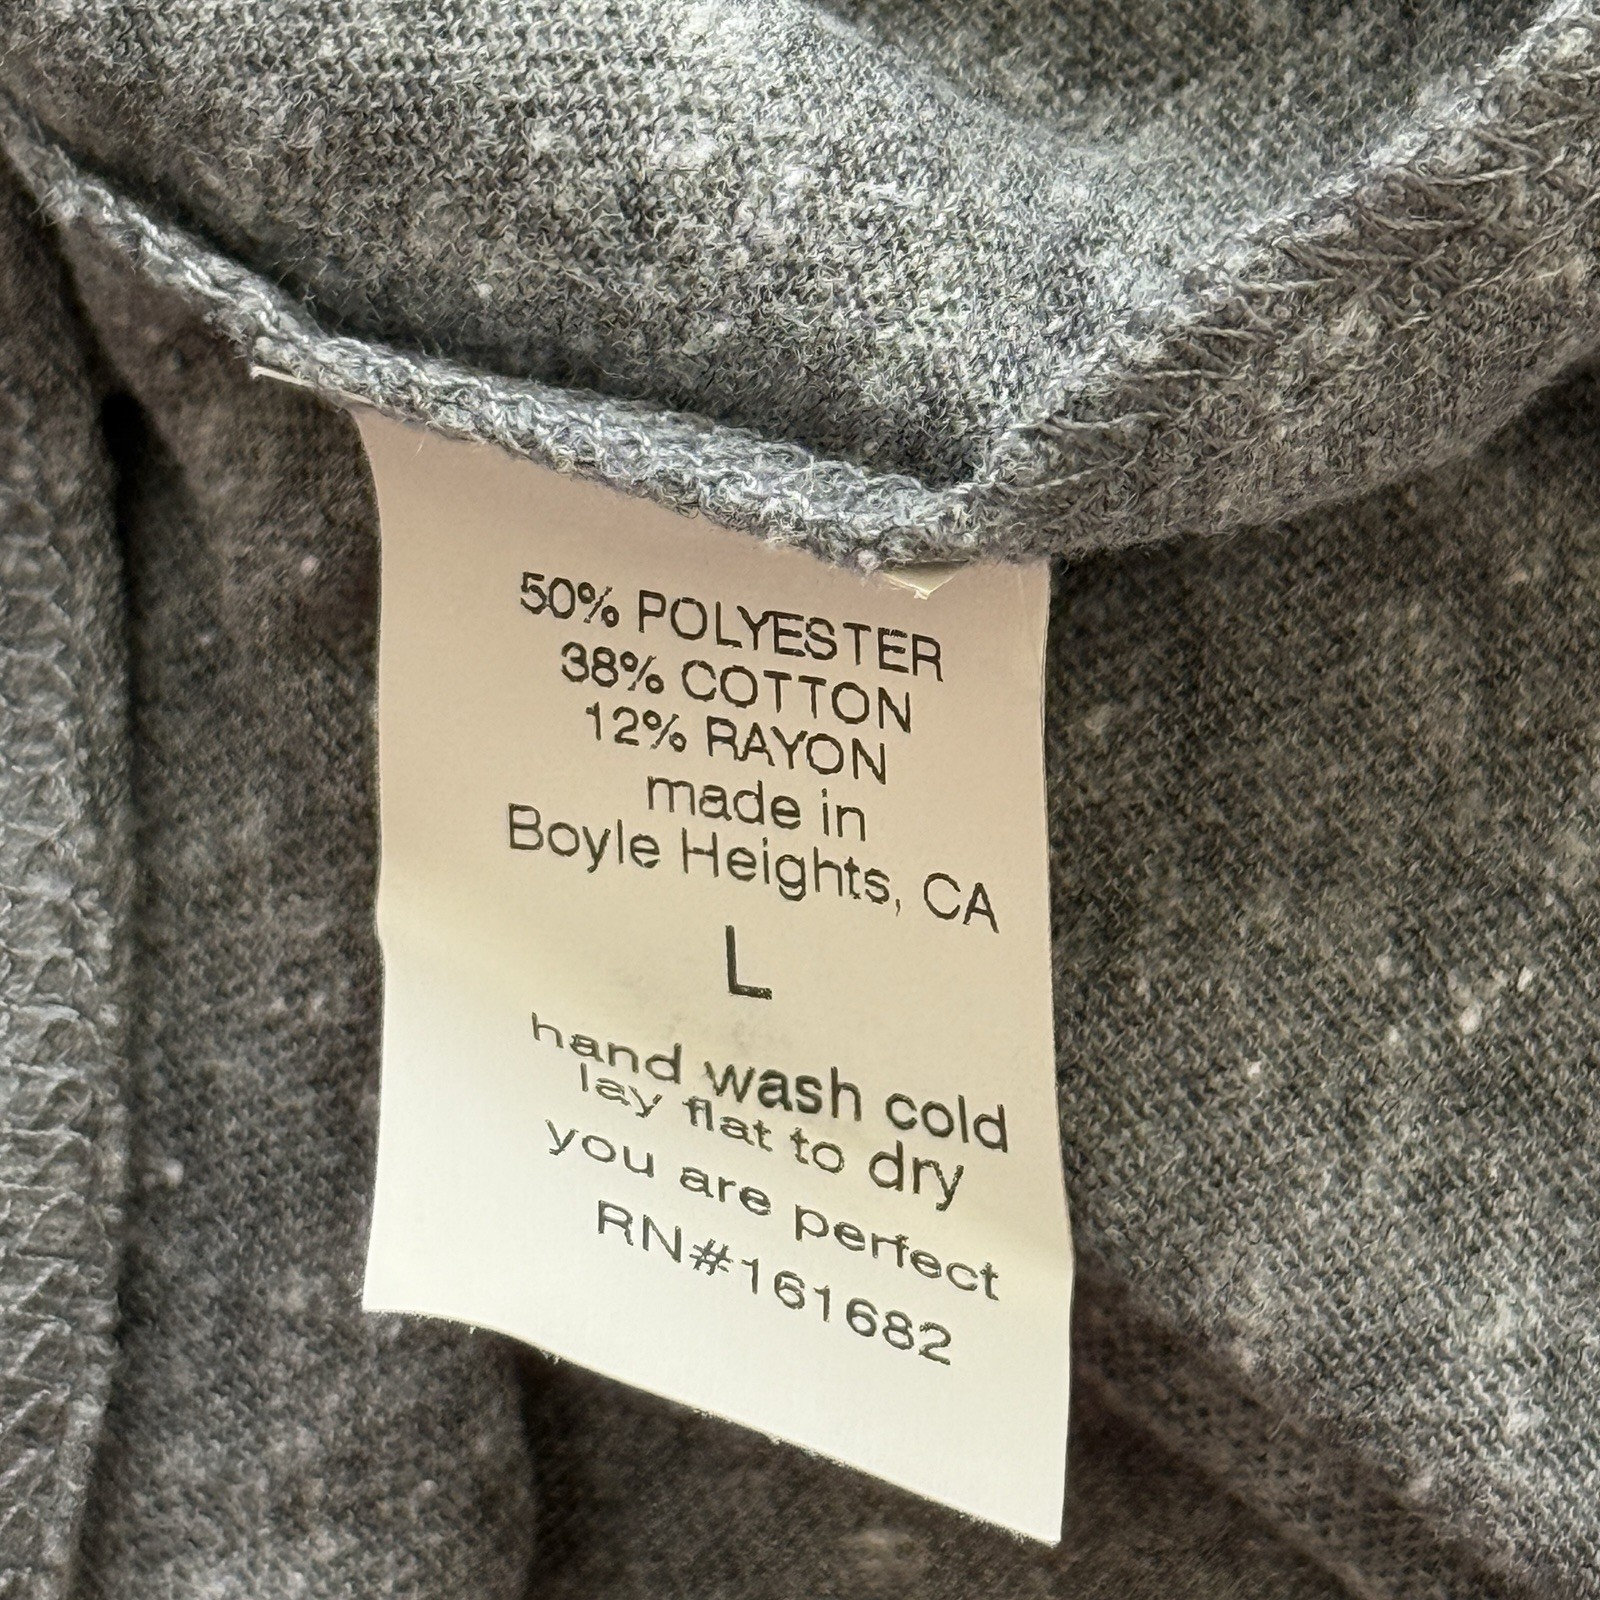 50% POLYESTER
38% COTTON
12% RAYON
made in
Boyle Heights, CA
L
hand wash cold
lay flat to dry
you are perfect
RN#161682